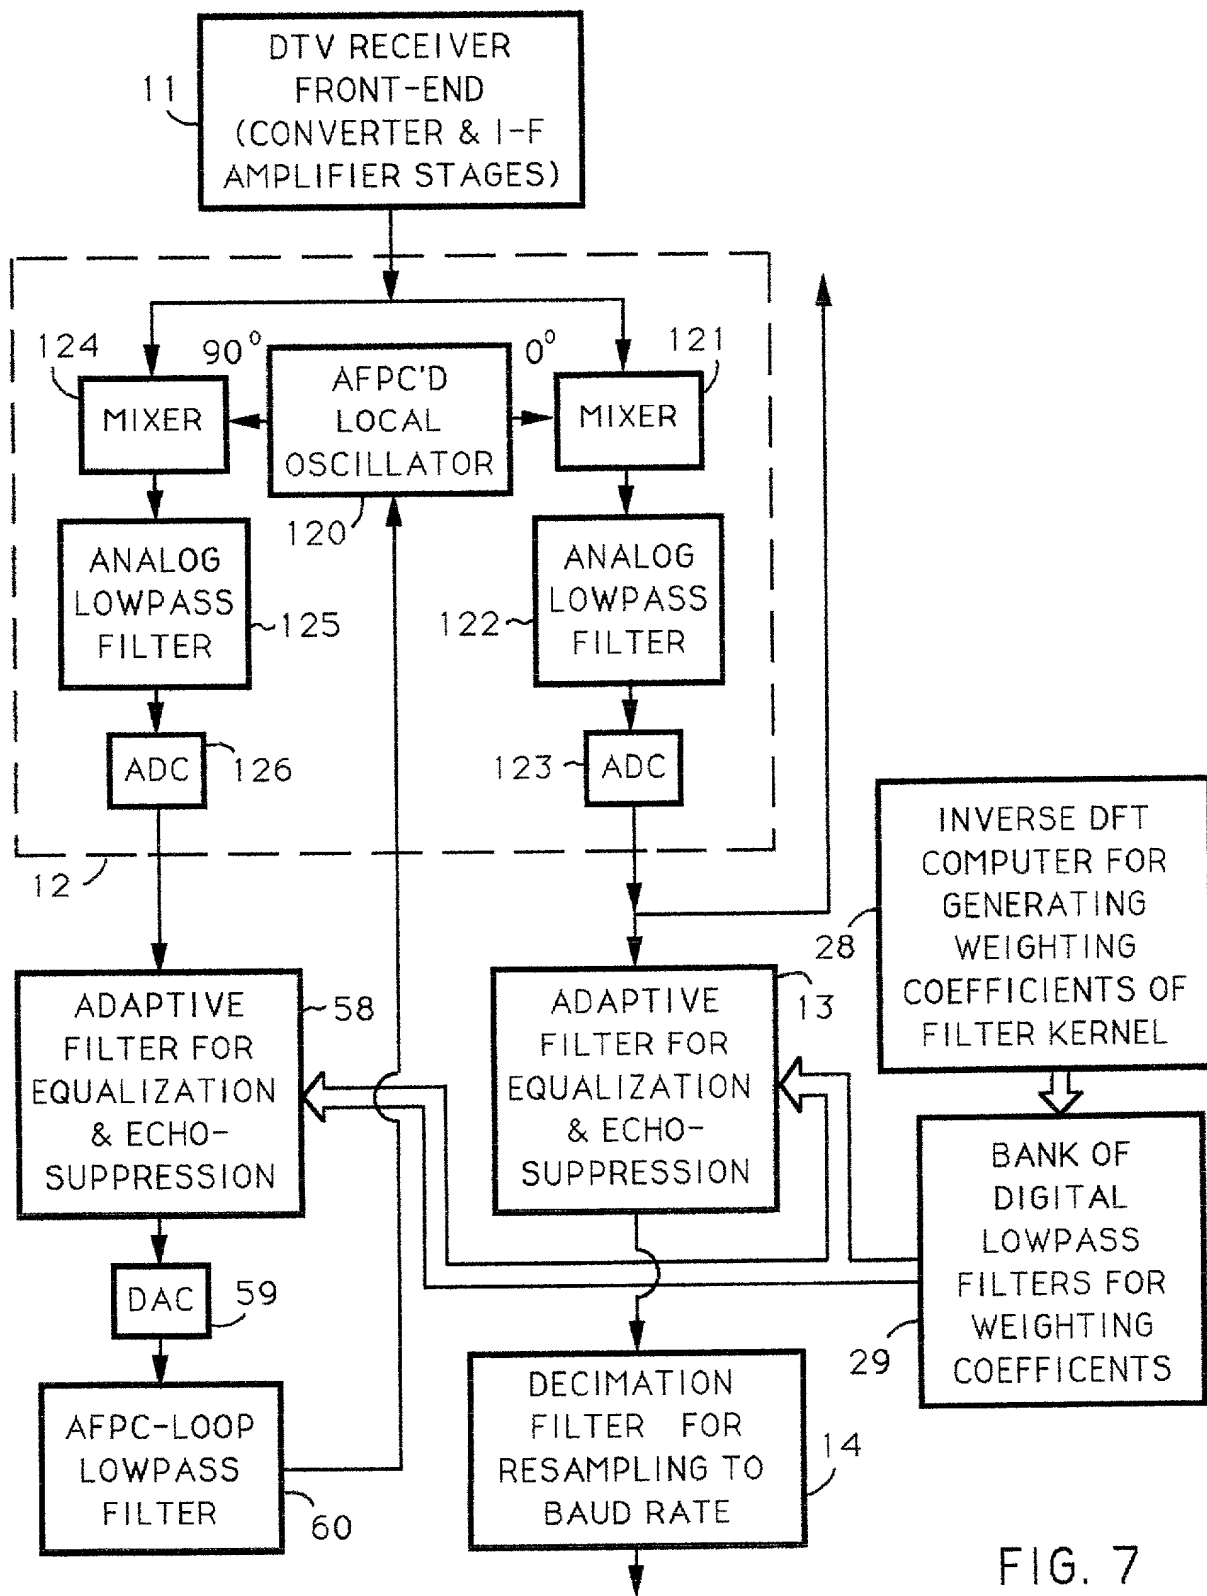 DTV RECEIVER
FRONT-END
(CONVERTER & I-F
AMPLIFIER STAGES)
11
124
MIXER
90°
AFPC'D
LOCAL
OSCILLATOR
120
0°
MIXER
121
ANALOG
LOWPASS
FILTER
125
122
ANALOG
LOWPASS
FILTER
ADC
126
123
ADC
12
INVERSE DFT
COMPUTER FOR
GENERATING
WEIGHTING
COEFFICIENTS OF
FILTER KERNEL
28
ADAPTIVE
FILTER FOR
EQUALIZATION
& ECHO-
SUPPRESSION
58
ADAPTIVE
FILTER FOR
EQUALIZATION
& ECHO-
SUPPRESSION
13
BANK OF
DIGITAL
LOWPASS
FILTERS FOR
WEIGHTING
COEFFICENTS
29
DAC
59
AFPC-LOOP
LOWPASS
FILTER
60
DECIMATION
FILTER FOR
RESAMPLING TO
BAUD RATE
14
FIG. 7